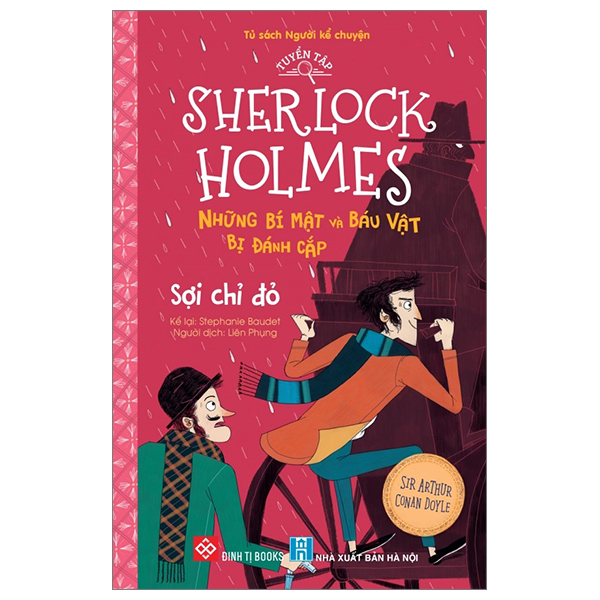 Tủ sách Người kể chuyện
TUYỂN TẬP
SHERLOCK
HOLMES
NHỮNG BÍ MẬT VÀ BÁU VẬT
BỊ ĐÁNH CẮP
Sợi chỉ đỏ
Kể lại: Stephanie Baudet
Người dịch: Liên Phụng
SIR ARTHUR
CONAN DOYLE
ĐINH TỊ BOOKS
NHÀ XUẤT BẢN HÀ NỘI